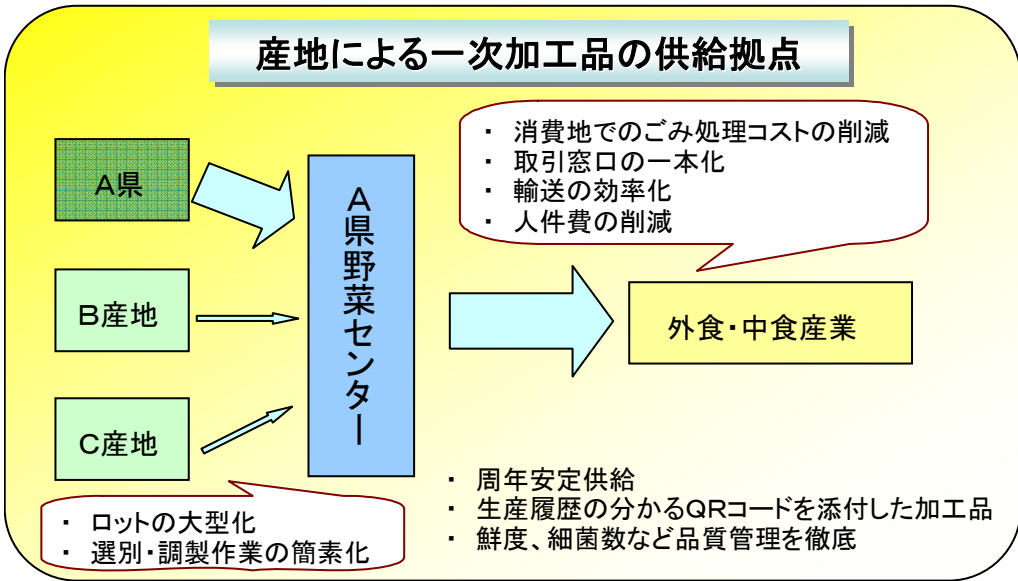 産地による一次加工品の供給拠点
・ 消費地でのごみ処理コストの削減
・ 取引窓口の一本化
・ 輸送の効率化
・ 人件費の削減
A県
B産地
C産地
A県野菜センター
外食・中食産業
・ ロットの大型化
・ 選別・調製作業の簡素化
・ 周年安定供給
・ 生産履歴の分かるQRコードを添付した加工品
・ 鮮度、細菌数など品質管理を徹底